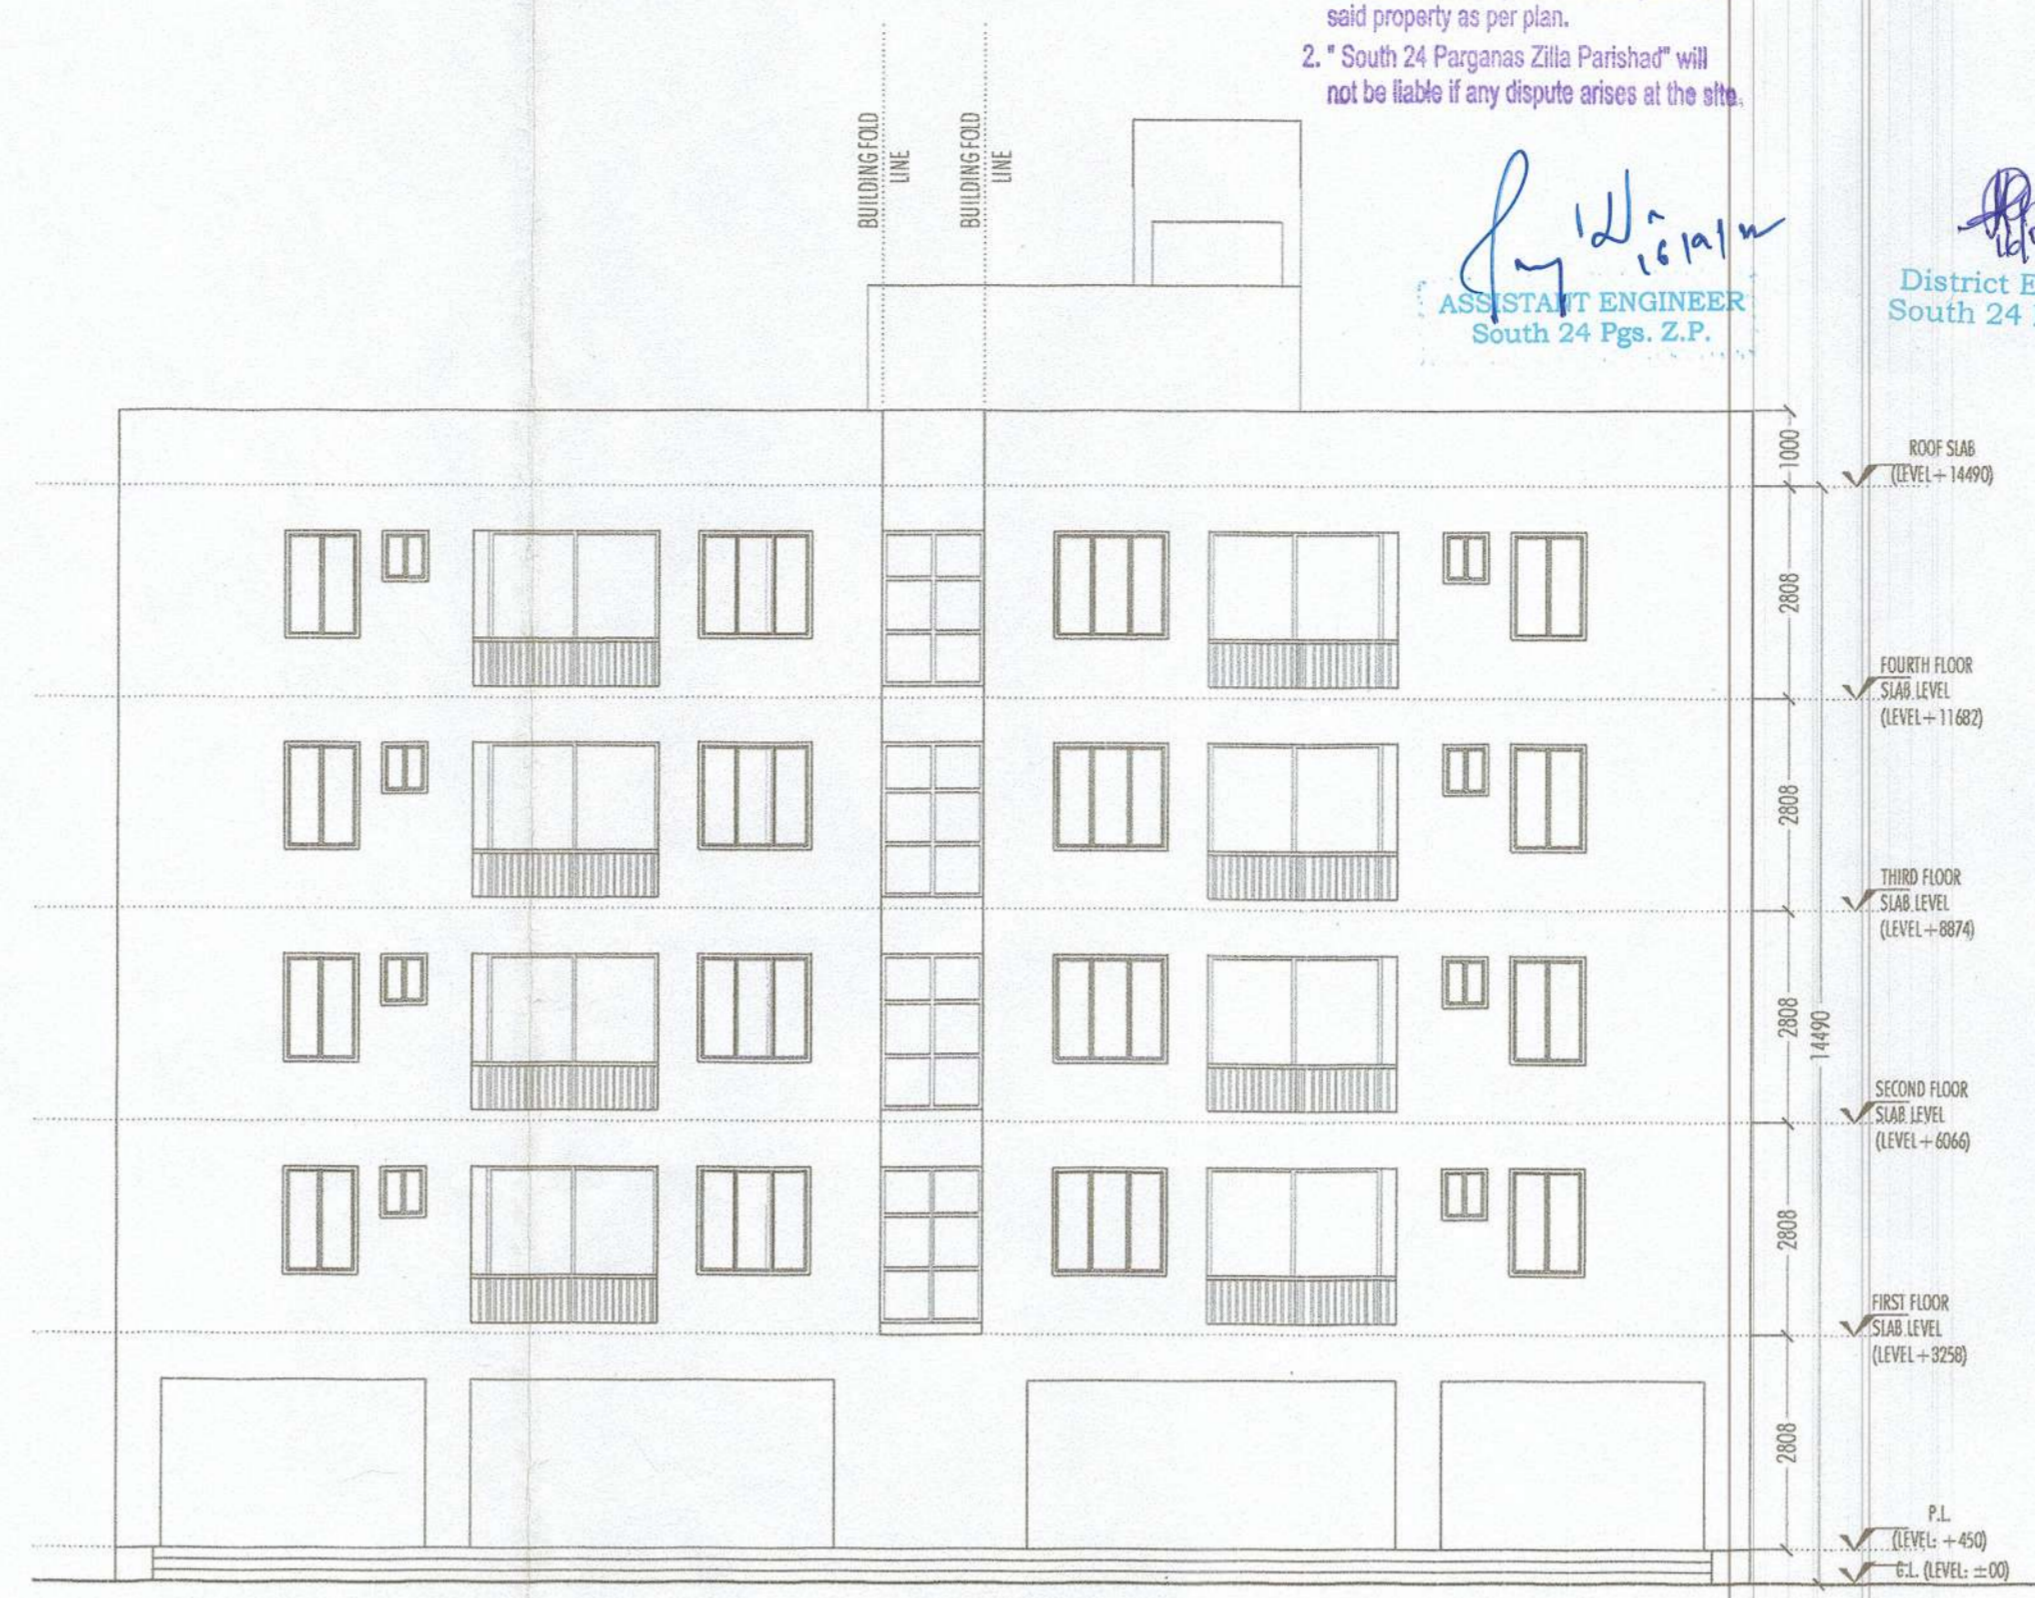 said property as per plan.
2. " South 24 Parganas Zilla Parishad" will
not be liable if any dispute arises at the site.
BUILDING FOLD
LINE
BUILDING FOLD
LINE
16
ASSISTANT ENGINEER
South 24 Pgs. Z.P.
District E
South 24
1000
ROOF SLAB
(LEVEL+14490)
2808
FOURTH FLOOR
SLAB LEVEL
(LEVEL+11682)
2808
THIRD FLOOR
SLAB LEVEL
(LEVEL+8874)
2808
14490
SECOND FLOOR
SLAB LEVEL
(LEVEL+6066)
2808
FIRST FLOOR
SLAB LEVEL
(LEVEL+3258)
2808
P.L.
(LEVEL: +450)
G.L. (LEVEL: ±00)